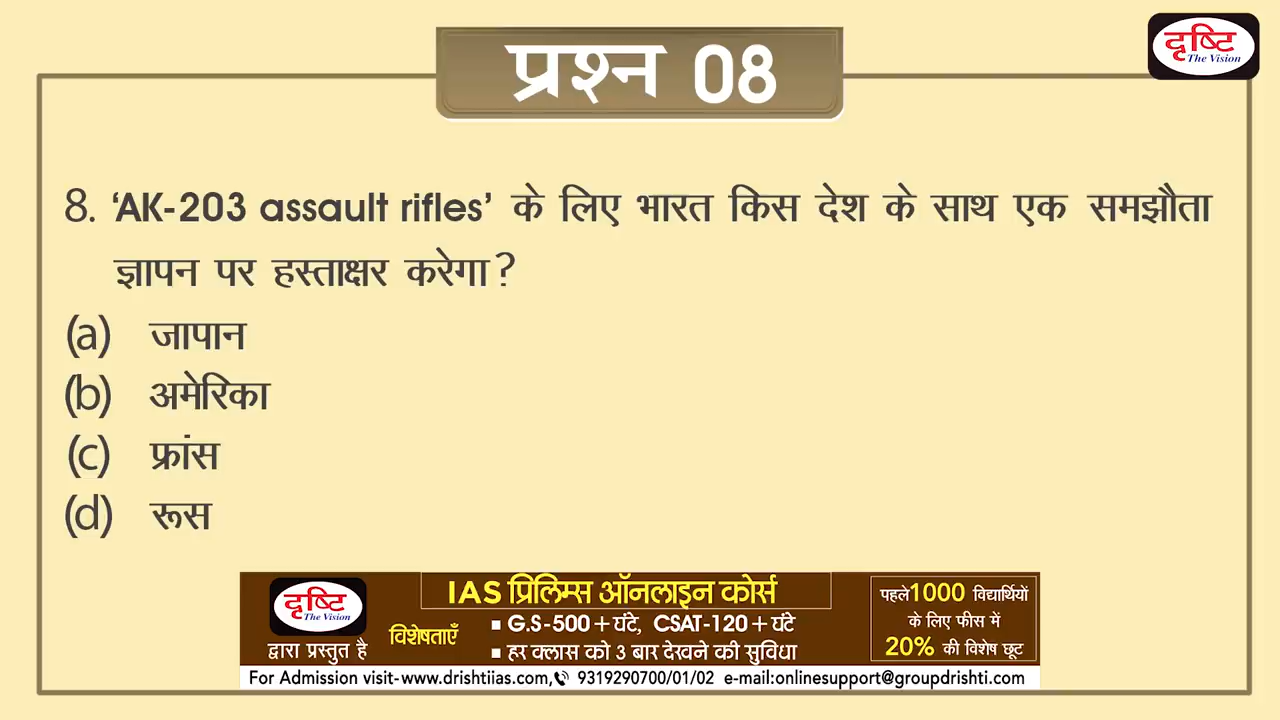 दृष्टि
The Vision
प्रश्न 08
8. ‘AK-203 assault rifles’ के लिए भारत किस देश के साथ एक समझौता
ज्ञापन पर हस्ताक्षर करेगा?
(a) जापान
(b) अमेरिका
(c) फ्रांस
(d) रूस
दृष्टि
The Vision
द्वारा प्रस्तुत है
IAS प्रिलिम्स ऑनलाइन कोर्स
विशेषताएँ
▪ G.S-500+घंटे, CSAT-120+घंटे
▪ हर क्लास को 3 बार देखने की सुविधा
पहले 1000 विद्यार्थियों
के लिए फीस में
20% की विशेष छूट
For Admission visit-www.drishtiias.com, 9319290700/01/02 e-mail:onlinesupport@groupdrishti.com